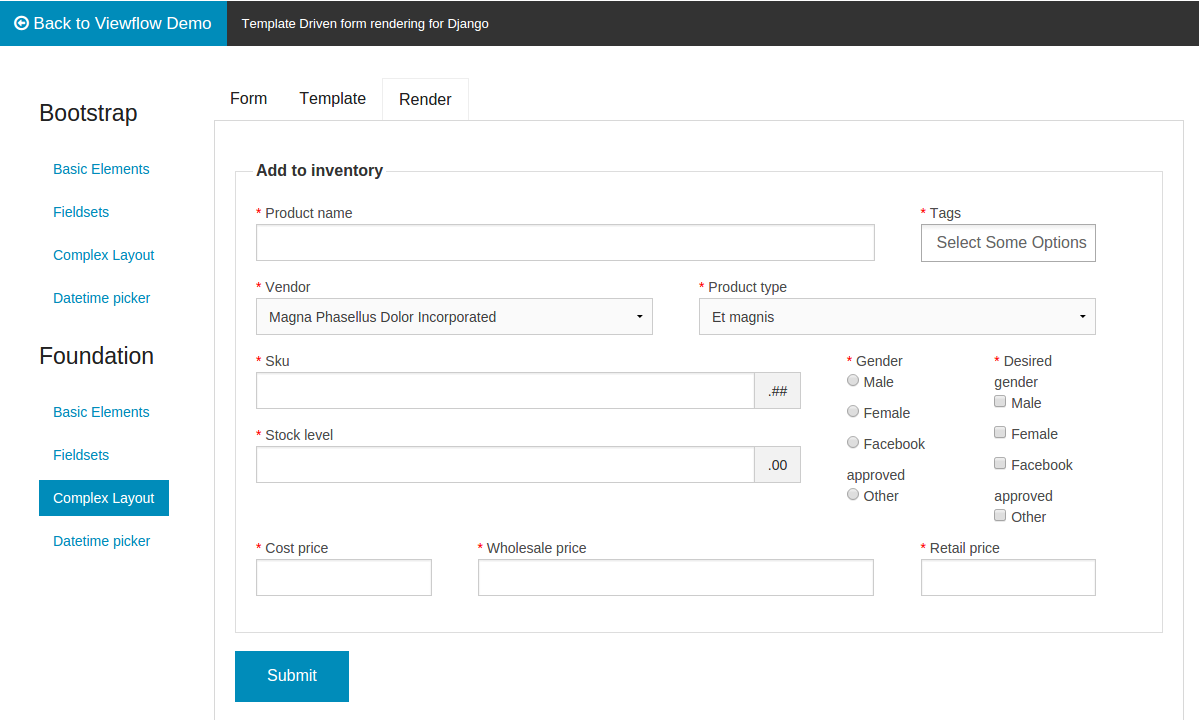 Back to Viewflow Demo
Template Driven form rendering for Django
Bootstrap
Basic Elements
Fieldsets
Complex Layout
Datetime picker
Foundation
Basic Elements
Fieldsets
Complex Layout
Datetime picker
Form Template Render
Add to inventory
* Product name * Tags
Select Some Options
* Vendor * Product type
Magna Phasellus Dolor Incorporated Et magnis
* Sku
.##
* Stock level
.00
* Gender
Male
Female
Facebook
approved
Other
* Desired
gender
Male
Female
Facebook
approved
Other
* Cost price * Wholesale price * Retail price
Submit